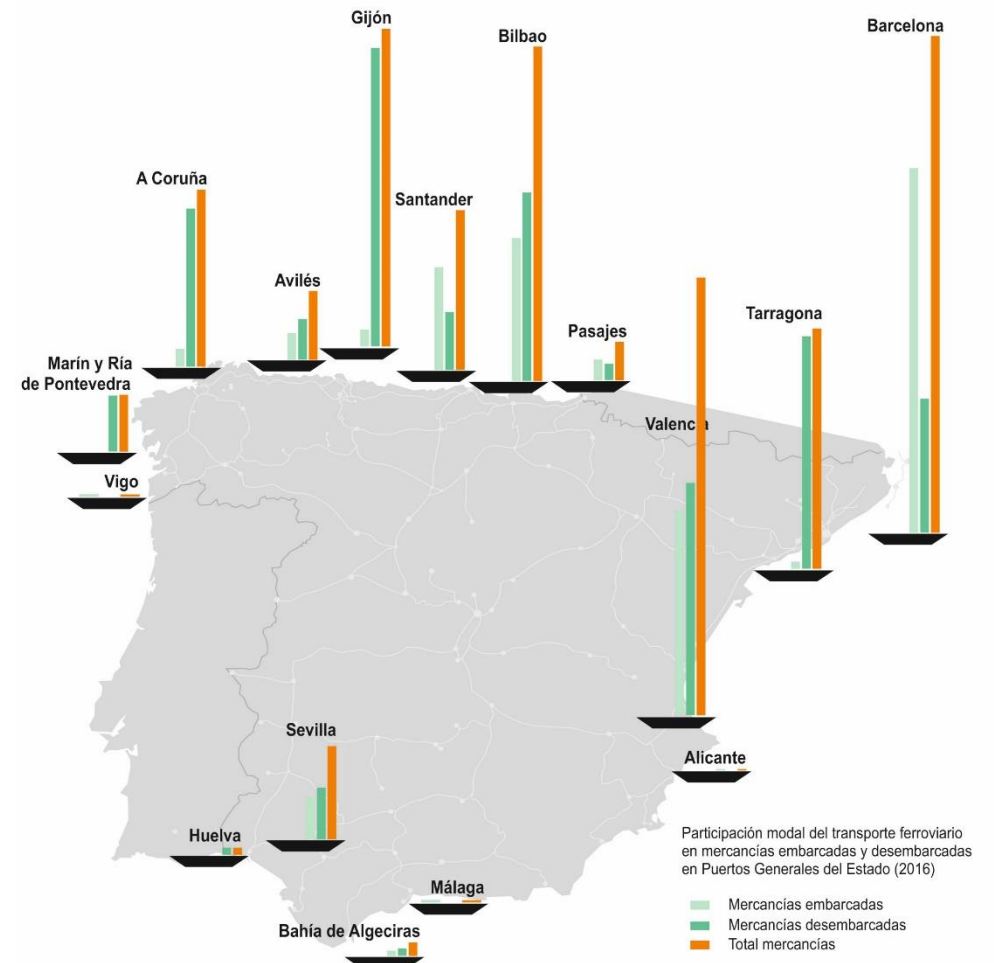 Gijón
Bilbao
Barcelona
A Coruña
Santander
Avilés
Tarragona
Pasajes
Marín y Ría
de Pontevedra
Valencia
Vigo
Sevilla
Alicante
Huelva
Málaga
Bahía de Algeciras
Participación modal del transporte ferroviario
en mercancías embarcadas y desembarcadas
en Puertos Generales del Estado (2016)
Mercancías embarcadas
Mercancías desembarcadas
Total mercancías